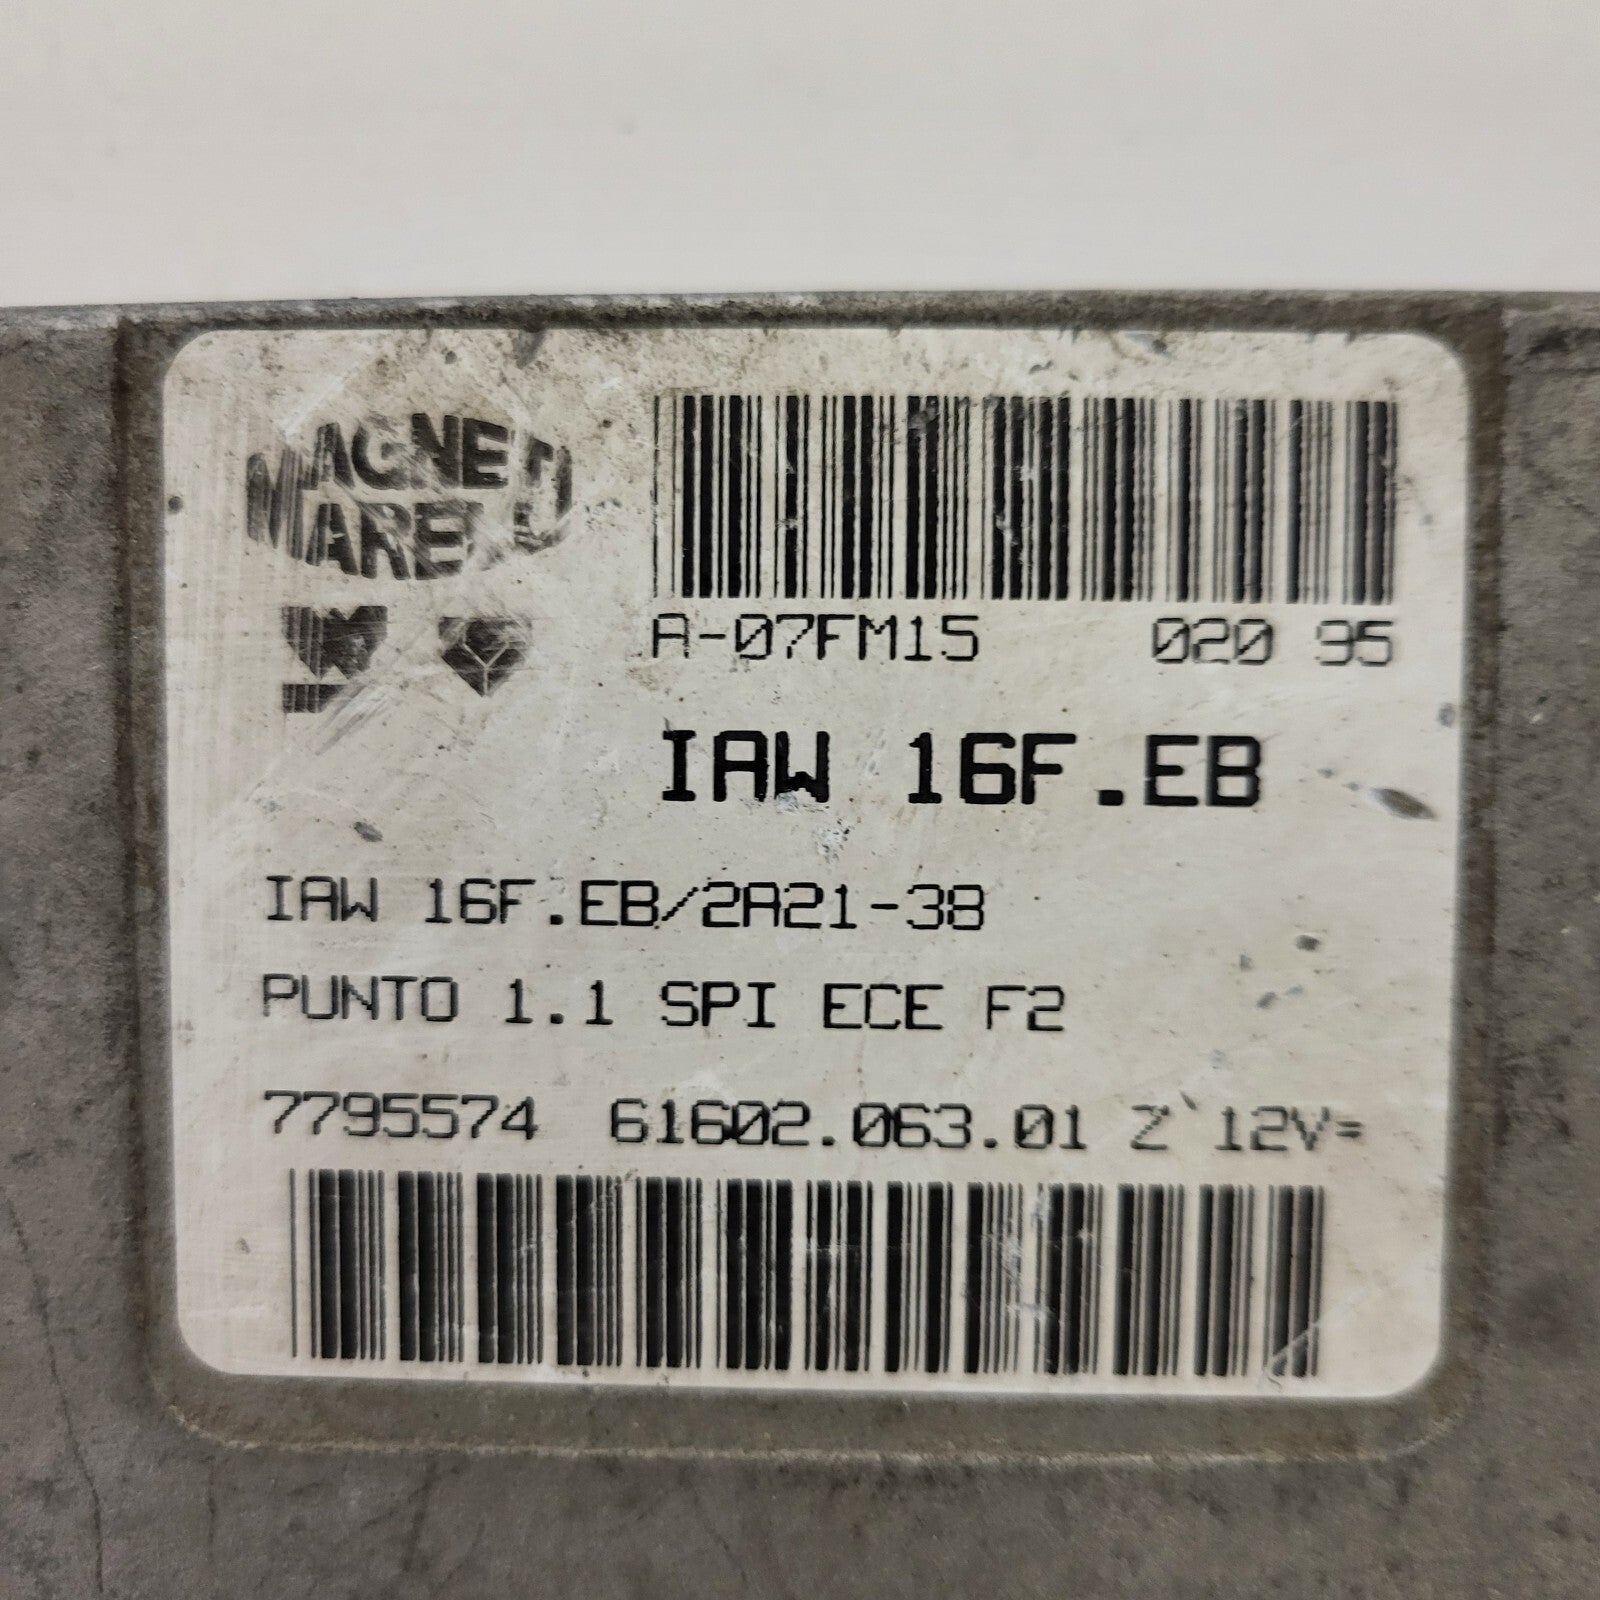 MAGNETI
MARELLI
A-07FM15 020 95
IAW 16F.EB
IAW 16F.EB/2A21-38
PUNTO 1.1 SPI ECE F2
7795574 61602.063.01 Z`12V=